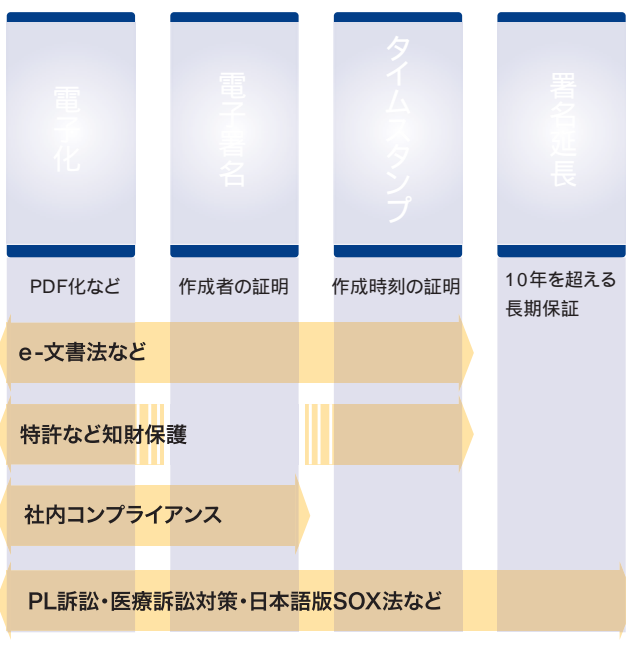 電子化
電子署名
タイムスタンプ
署名延長
PDF化など
作成者の証明
作成時刻の証明
10年を超える
長期保証
e-文書法など
特許など知財保護
社内コンプライアンス
PL訴訟・医療訴訟対策・日本語版SOX法など